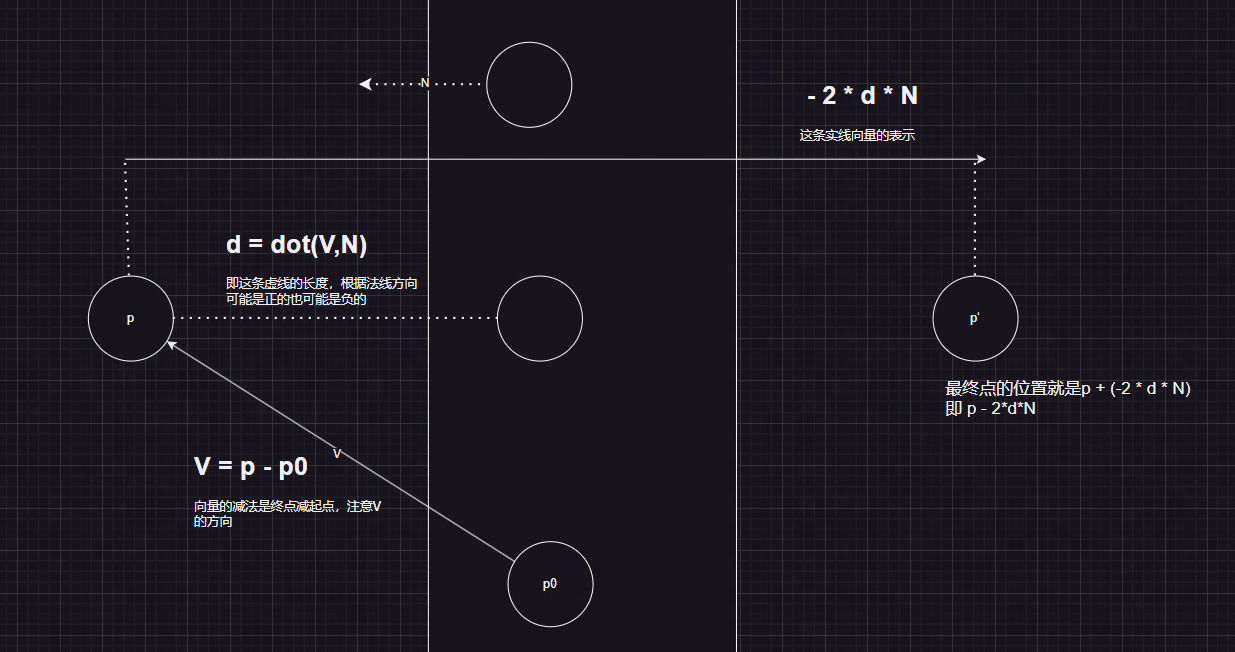 N
- 2 * d * N
这条实线向量的表示
d = dot(V,N)
即这条虚线的长度，根据法线方向
可能是正的也可能是负的
p
p'
最终点的位置就是p + (-2 * d * N)
即 p - 2*d*N
V
V = p - p0
向量的减法是终点减起点，注意V
的方向
p0